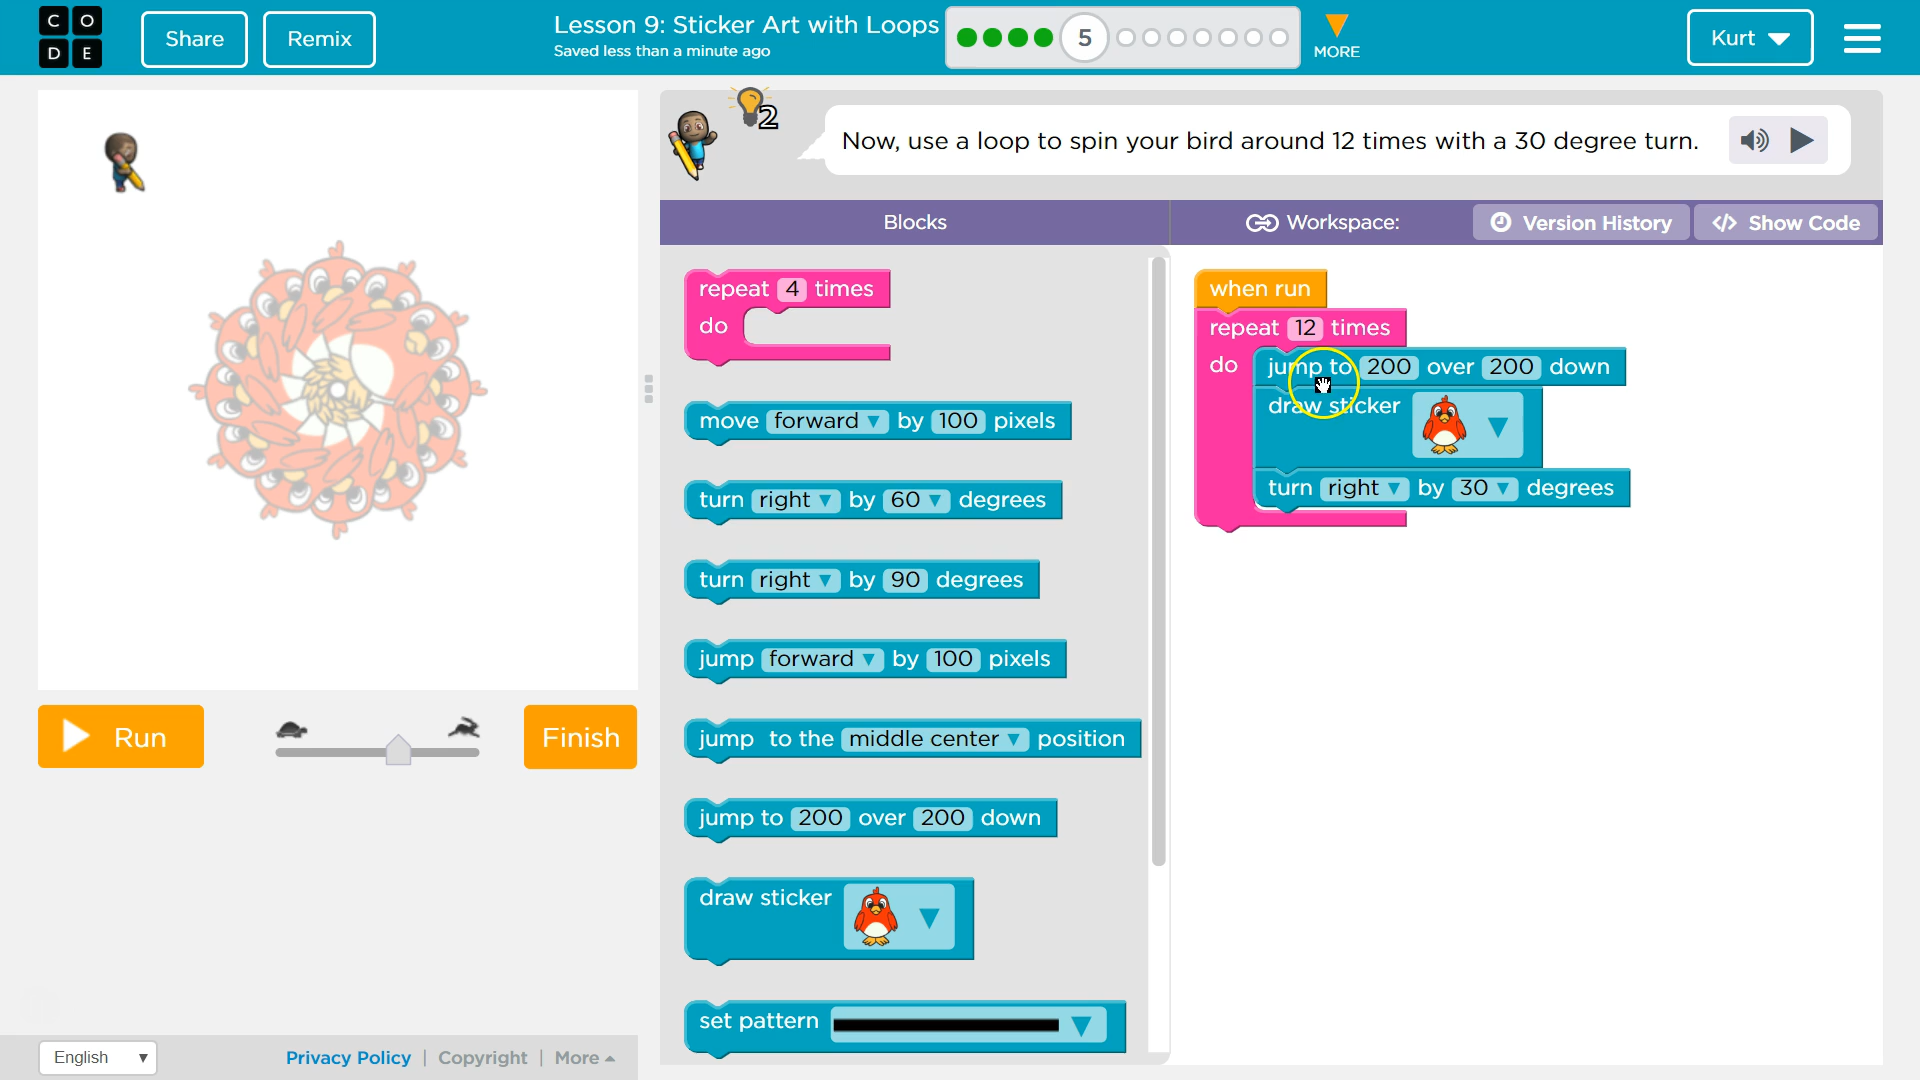 C O
D E
Share
Remix
Lesson 9: Sticker Art with Loops
Saved less than a minute ago
5
MORE
Kurt
2
Now, use a loop to spin your bird around 12 times with a 30 degree turn.
Blocks
Workspace:
Version History
</> Show Code
repeat 4 times
do
move forward by 100 pixels
turn right by 60 degrees
turn right by 90 degrees
jump forward by 100 pixels
jump to the middle center position
jump to 200 over 200 down
draw sticker
set pattern
when run
repeat 12 times
do
jump to 200 over 200 down
draw sticker
turn right by 30 degrees
Run
Finish
English
Privacy Policy | Copyright | More